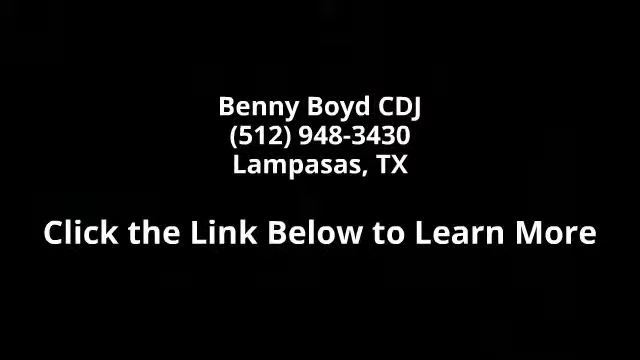 Benny Boyd CDJ
(512) 948-3430
Lampasas, TX
Click the Link Below to Learn More